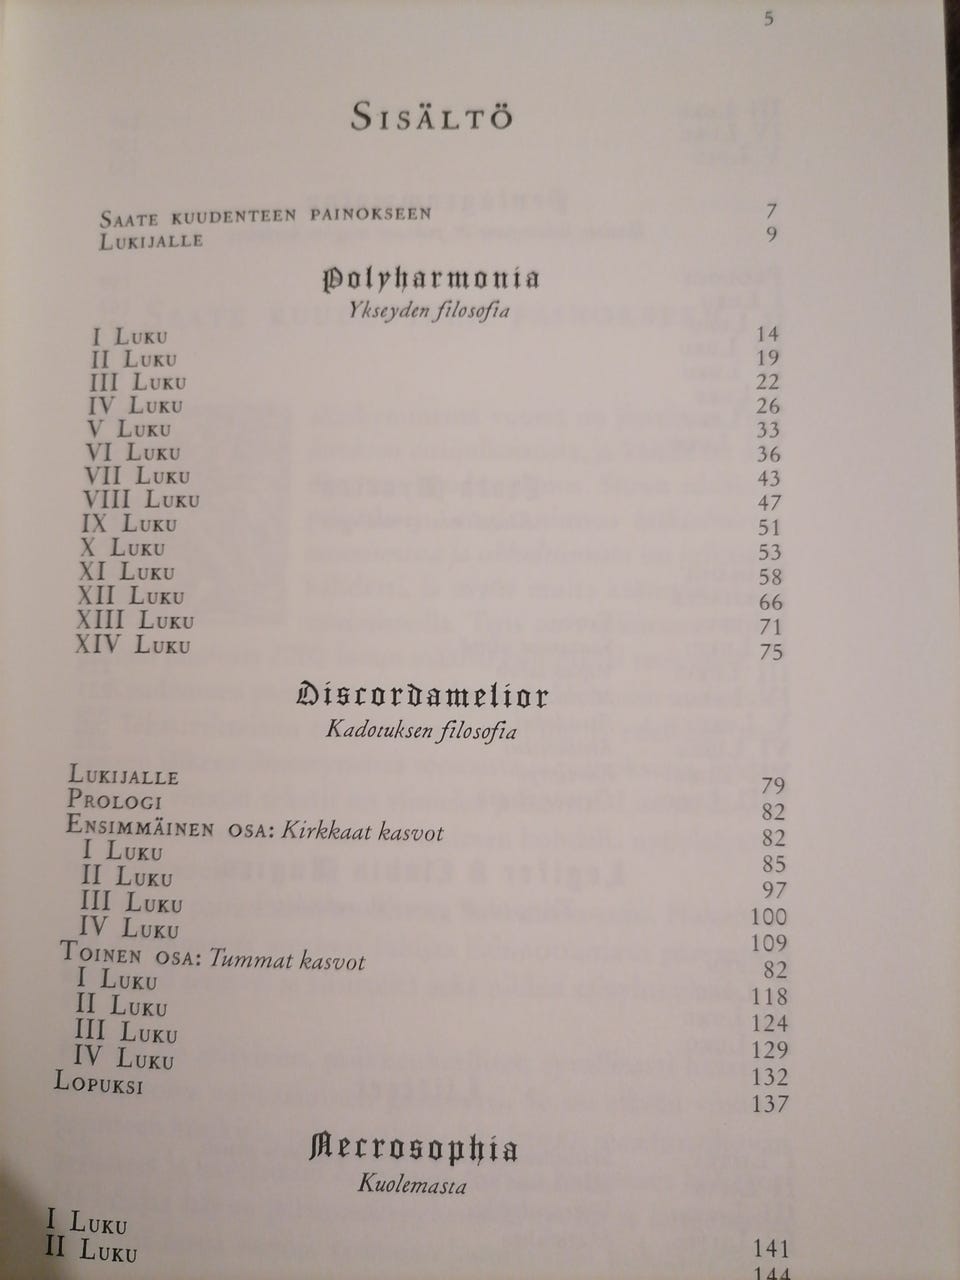 5
SISÄLTÖ
SAATE KUUDENTEEN PAINOKSEEN 7
LUKIJALLE 9
Polyharmonia
Ykseyden filosofia
I LUKU 14
II LUKU 19
III LUKU 22
IV LUKU 26
V LUKU 33
VI LUKU 36
VII LUKU 43
VIII LUKU 47
IX LUKU 51
X LUKU 53
XI LUKU 58
XII LUKU 66
XIII LUKU 71
XIV LUKU 75
Discordamelior
Kadotuksen filosofia
LUKIJALLE 79
PROLOGI 82
ENSIMMÄINEN OSA: Kirkkaat kasvot 82
I LUKU 85
II LUKU 97
III LUKU 100
IV LUKU 109
TOINEN OSA: Tummat kasvot 82
I LUKU 118
II LUKU 124
III LUKU 129
IV LUKU 132
LOPUKSI 137
Necrosophia
Kuolemasta
I LUKU 141
II LUKU 144